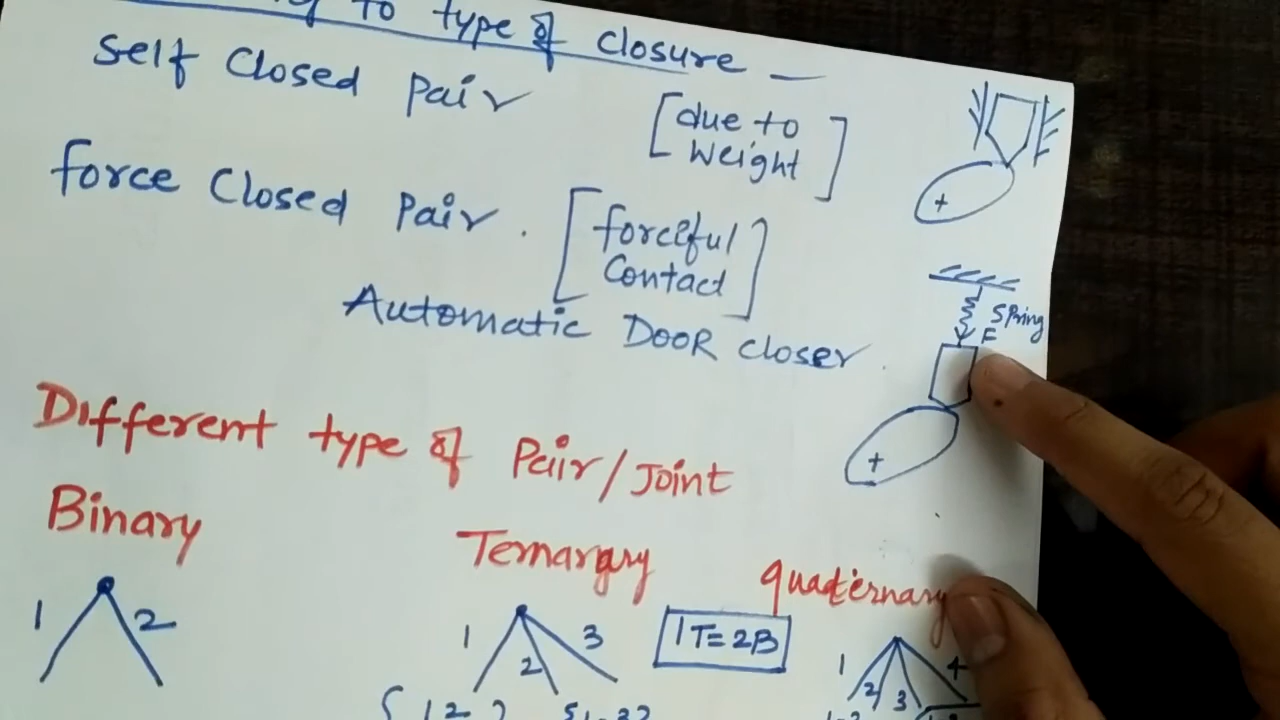 to type of closure
Self Closed Pair
[due to
Weight]
force Closed Pair. [forceful
Contact]
Automatic DOOR closer.
Spring
F
Different type of Pair/Joint
Binary
Ternary
quaternary
1 2
1 2 3
1T=2B
1 2 3 4